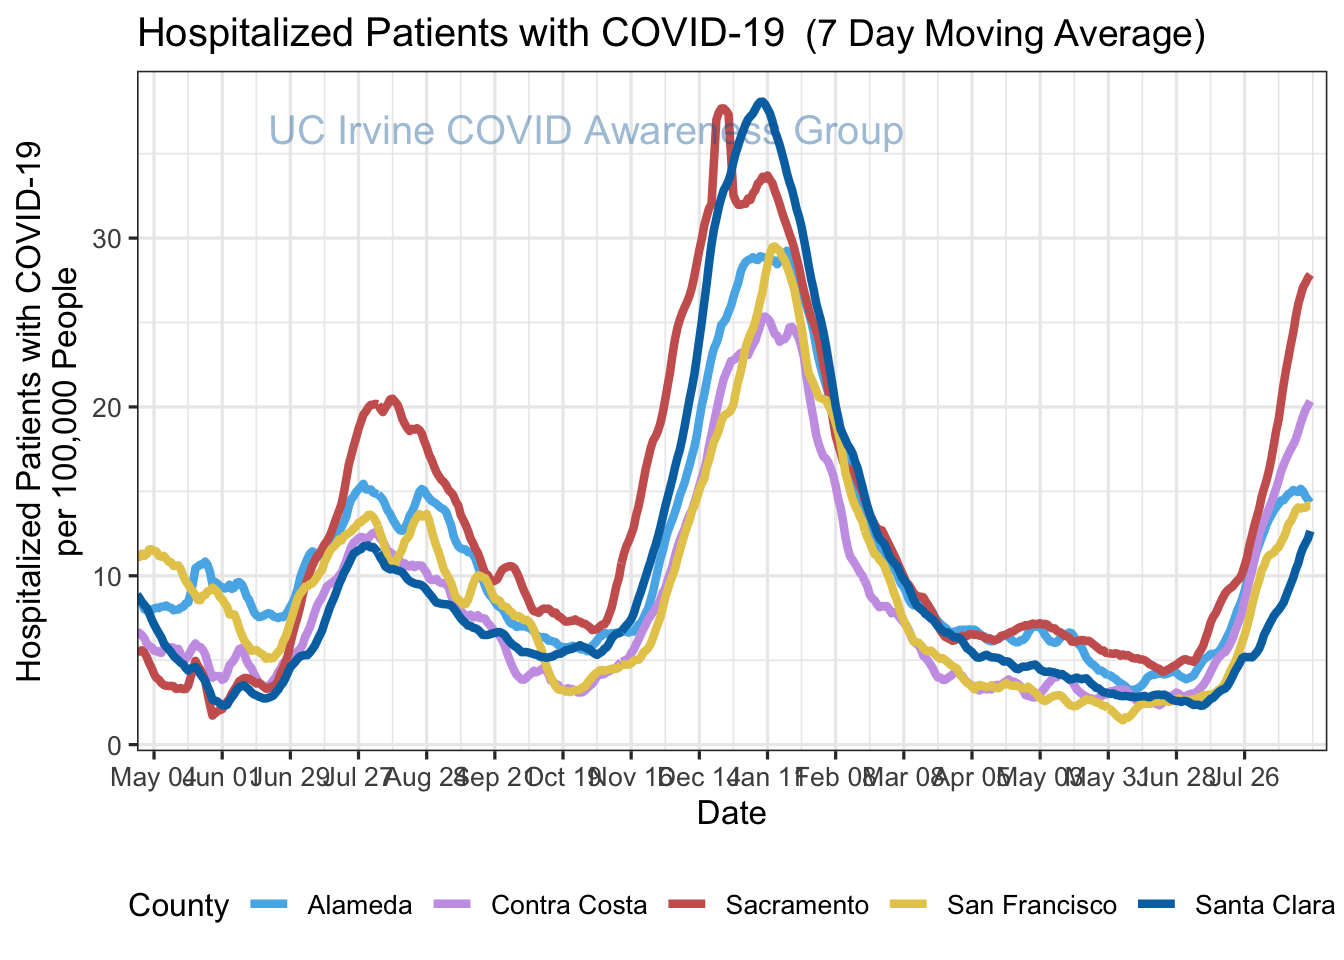 Hospitalized Patients with COVID-19 (7 Day Moving Average)
UC Irvine COVID Awareness Group
Hospitalized Patients with COVID-19
per 100,000 People
30
20
10
0
May 04 Jun 01 Jun 29 Jul 27 Aug 24 Sep 21 Oct 19 Nov 16 Dec 14 Jan 11 Feb 08 Mar 08 Apr 05 May 03 May 31 Jun 28 Jul 26
Date
County Alameda Contra Costa Sacramento San Francisco Santa Clara